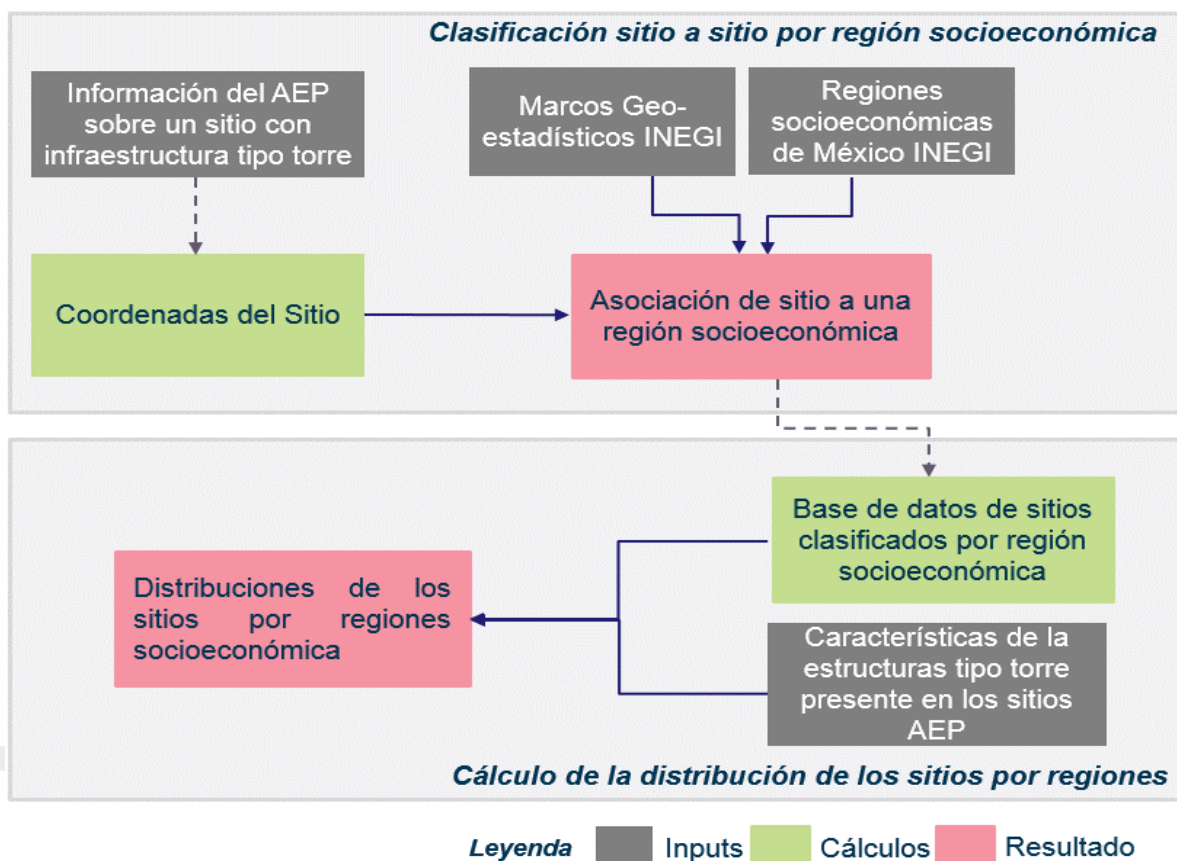 Clasificación sitio a sitio por región socioeconómica
Información del AEP
sobre un sitio con
infraestructura tipo torre
Marcos Geo-
estadísticos INEGI
Regiones
socioeconómicas
de México INEGI
Coordenadas del Sitio
Asociación de sitio a una
región socioeconómica
Base de datos de sitios
clasificados por región
socioeconómica
Distribuciones de los
sitios por regiones
socioeconómica
Características de la
estructuras tipo torre
presente en los sitios
AEP
Cálculo de la distribución de los sitios por regiones
Leyenda Inputs Cálculos Resultado